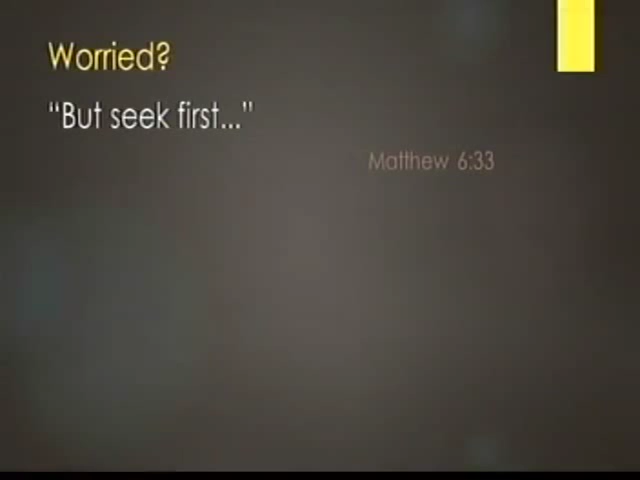 Worried?
“But seek first...”
Matthew 6:33